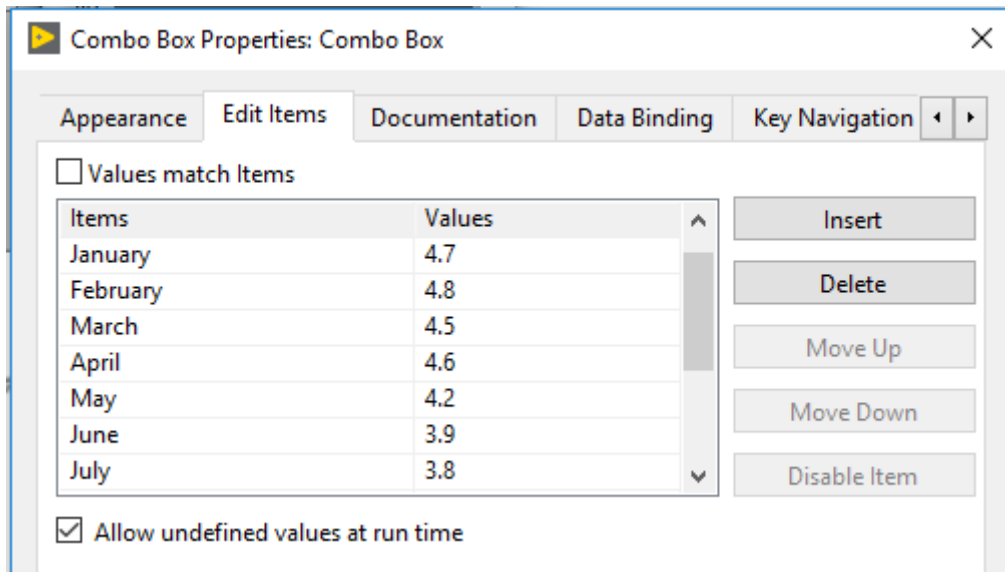 Combo Box Properties: Combo Box
Appearance Edit Items Documentation Data Binding Key Navigation
Values match Items
Items Values
January 4.7
February 4.8
March 4.5
April 4.6
May 4.2
June 3.9
July 3.8
Insert
Delete
Move Up
Move Down
Disable Item
Allow undefined values at run time